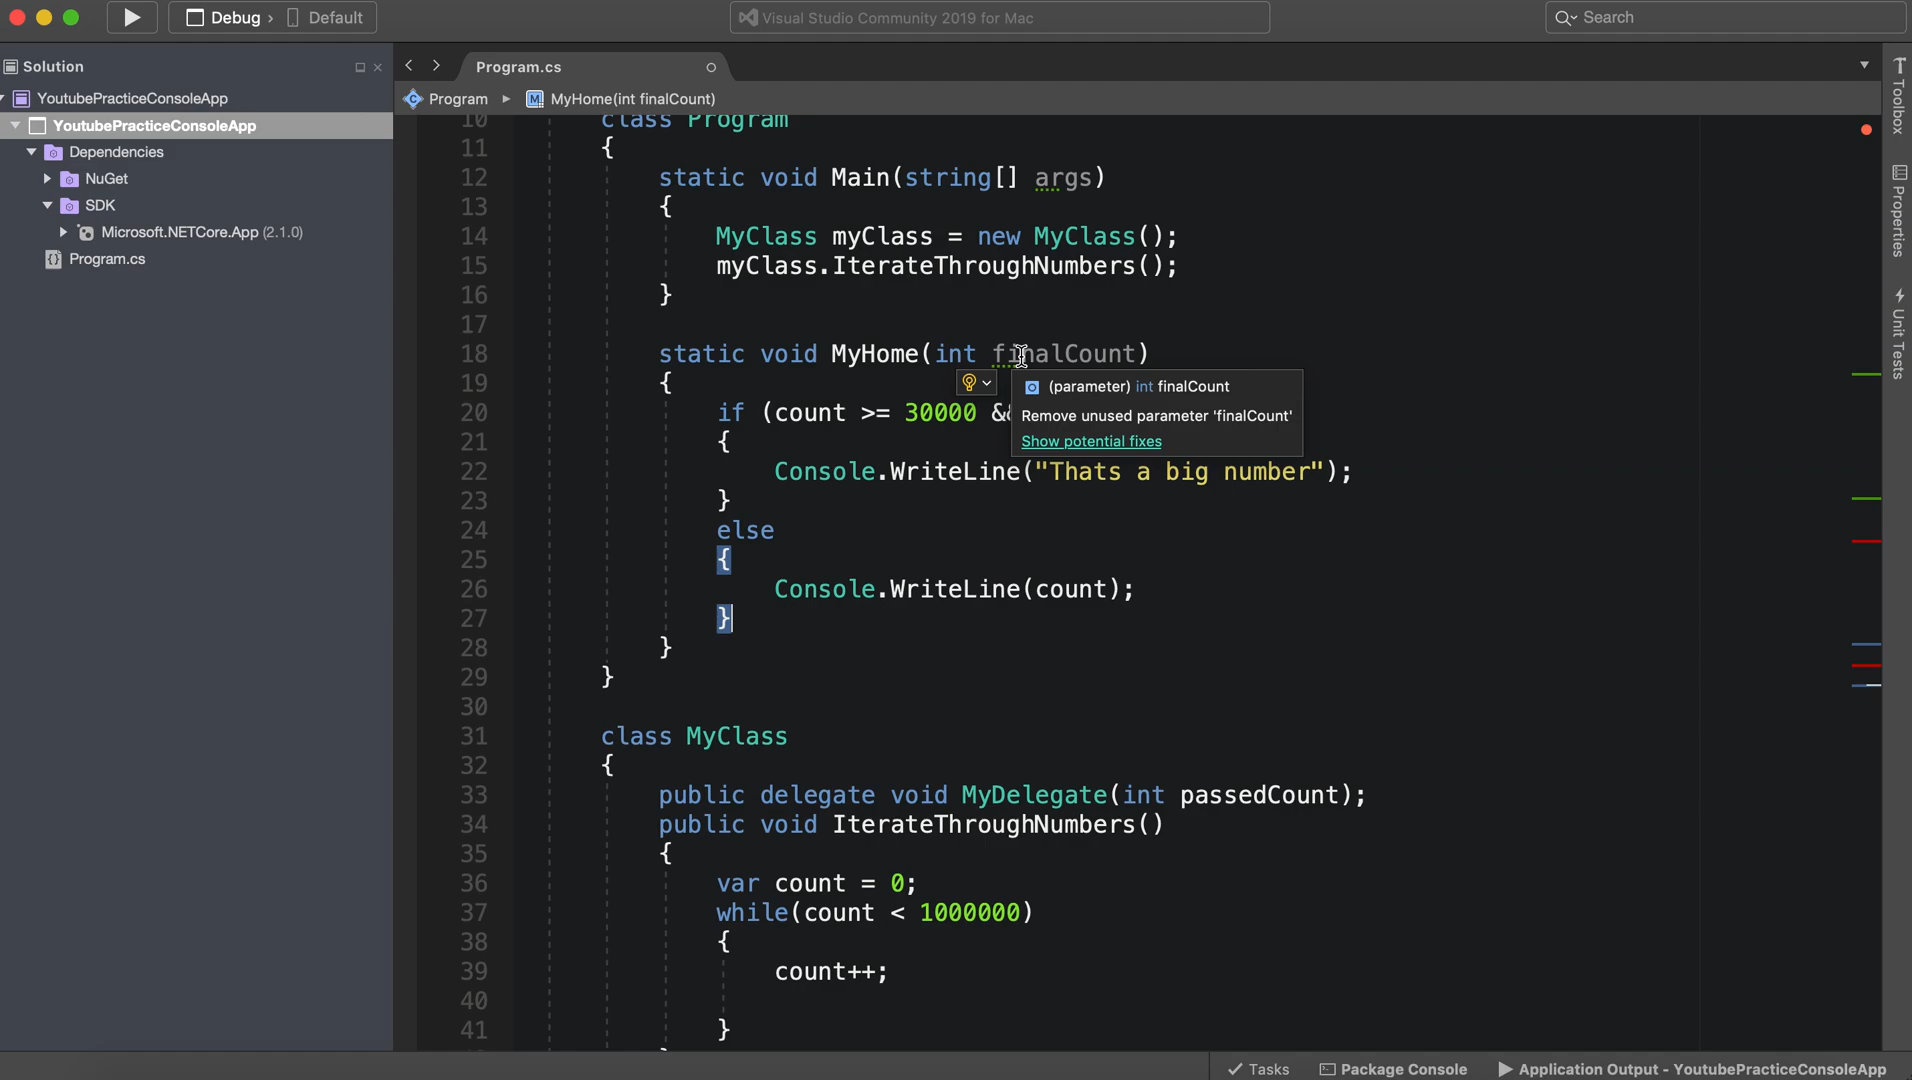 Debug › Default
Visual Studio Community 2019 for Mac
Search
Solution
YoutubePracticeConsoleApp
YoutubePracticeConsoleApp
Dependencies
NuGet
SDK
Microsoft.NETCore.App (2.1.0)
Program.cs
Program.cs
Program MyHome(int finalCount)
10 class Program
11 {
12 static void Main(string[] args)
13 {
14 MyClass myClass = new MyClass();
15 myClass.IterateThroughNumbers();
16 }
17
18 static void MyHome(int finalCount)
19 {
20 if (count >= 30000 &
21 {
22 Console.WriteLine("Thats a big number");
23 }
24 else
25 {
26 Console.WriteLine(count);
27 }
28 }
29 }
30
31 class MyClass
32 {
33 public delegate void MyDelegate(int passedCount);
34 public void IterateThroughNumbers()
35 {
36 var count = 0;
37 while(count < 1000000)
38 {
39 count++;
40
41 }
(parameter) int finalCount
Remove unused parameter 'finalCount'
Show potential fixes
Toolbox
Properties
Unit Tests
Tasks
Package Console
Application Output - YoutubePracticeConsoleApp